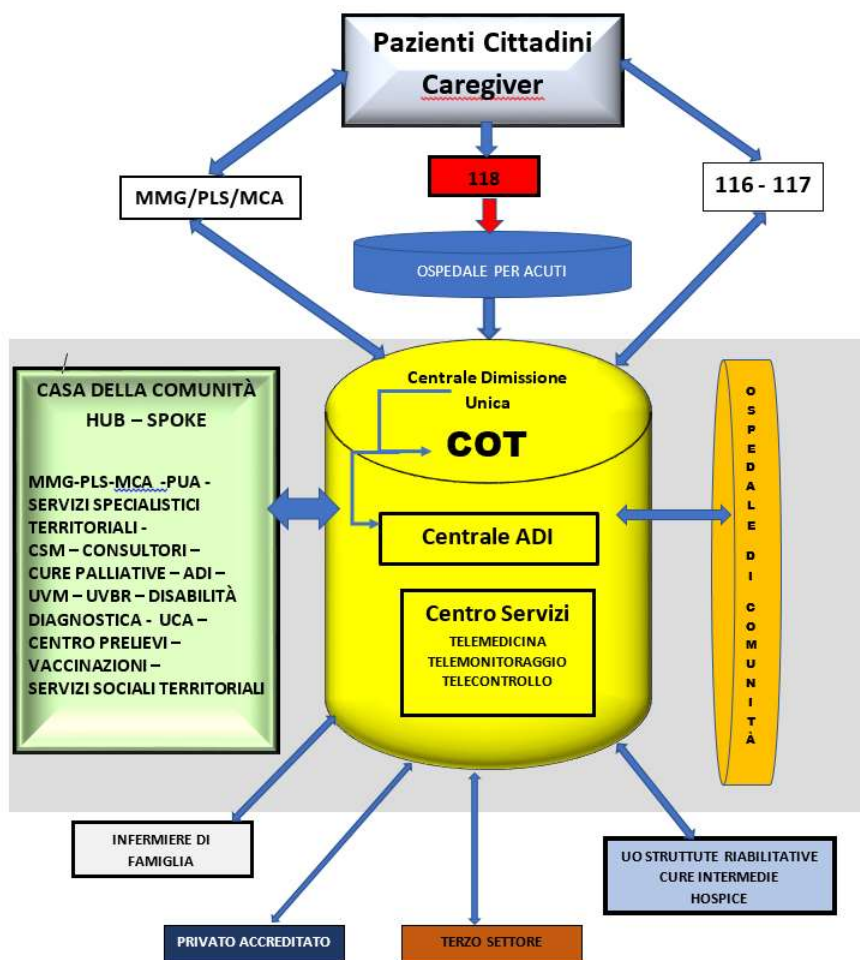 Pazienti Cittadini
Caregiver
MMG/PLS/MCA
118
116 - 117
OSPEDALE PER ACUTI
CASA DELLA COMUNITÀ
HUB – SPOKE
MMG-PLS-MCA -PUA -
SERVIZI SPECIALISTICI
TERRITORIALI -
CSM – CONSULTORI –
CURE PALLIATIVE – ADI –
UVM – UVBR – DISABILITÀ
DIAGNOSTICA - UCA –
CENTRO PRELIEVI –
VACCINAZIONI –
SERVIZI SOCIALI TERRITORIALI
Centrale Dimissione
Unica
COT
Centrale ADI
Centro Servizi
TELEMEDICINA
TELEMONITORAGGIO
TELECONTROLLO
OSPEDALE DI COMUNITÀ
INFERMIERE DI
FAMIGLIA
UO STRUTTUTE RIABILITATIVE
CURE INTERMEDIE
HOSPICE
PRIVATO ACCREDITATO
TERZO SETTORE